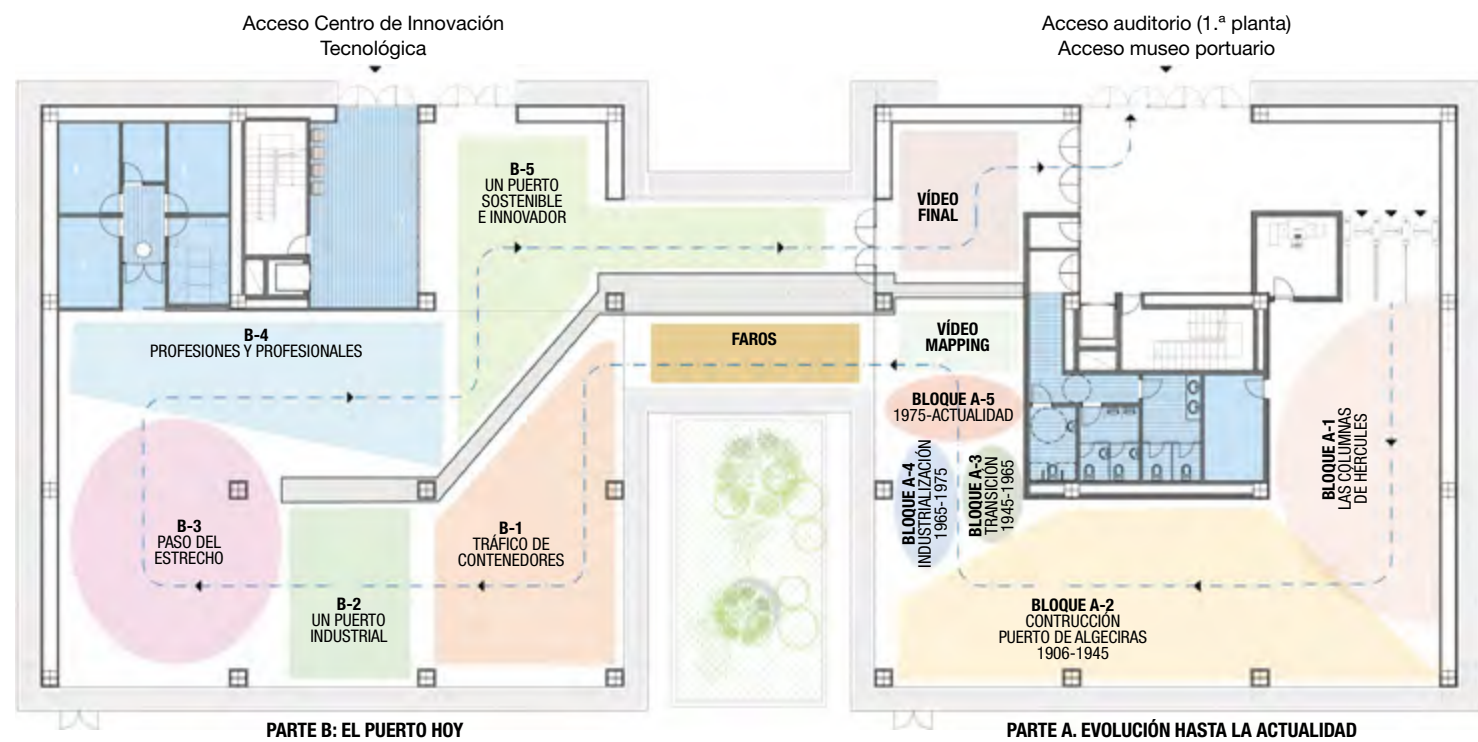 Acceso Centro de Innovación
Tecnológica
Acceso auditorio (1.ª planta)
Acceso museo portuario
B-5
UN PUERTO
SOSTENIBLE
E INNOVADOR
VÍDEO
FINAL
B-4
PROFESIONES Y PROFESIONALES
FAROS
VÍDEO
MAPPING
BLOQUE A-5
1975-ACTUALIDAD
BLOQUE A-4
INDUSTRIALIZACIÓN
1965-1975
BLOQUE A-3
TRANSICIÓN
1945-1965
BLOQUE A-1
LAS COLUMNAS
DE HÉRCULES
B-3
PASO DEL
ESTRECHO
B-1
TRÁFICO DE
CONTENEDORES
B-2
UN PUERTO
INDUSTRIAL
BLOQUE A-2
CONTRUCCIÓN
PUERTO DE ALGECIRAS
1906-1945
PARTE B: EL PUERTO HOY
PARTE A. EVOLUCIÓN HASTA LA ACTUALIDAD